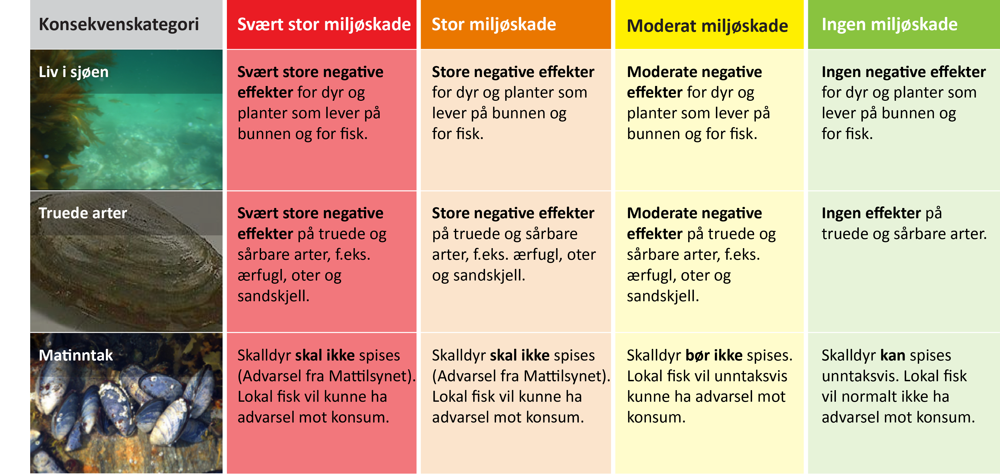 Konsekvenskategori
Svært stor miljøskade
Stor miljøskade
Moderat miljøskade
Ingen miljøskade
Liv i sjøen
Svært store negative
effekter for dyr og
planter som lever på
bunnen og for fisk.
Store negative effekter
for dyr og planter som
lever på bunnen og
for fisk.
Moderate negative
effekter for dyr og
planter som lever på
bunnen og for fisk.
Ingen negative effekter
for dyr og planter som
lever på bunnen og
for fisk.
Truede arter
Svært store negative
effekter på truede og
sårbare arter, f.eks.
ærfugl, oter og
sandskjell.
Store negative effekter
på truede og sårbare
arter, f.eks. ærfugl, oter
og sandskjell.
Moderate negative
effekter på truede og
sårbare arter, f.eks.
ærfugl, oter og
sandskjell.
Ingen effekter på
truede og sårbare arter.
Matinntak
Skalldyr skal ikke spises
(Advarsel fra Mattilsynet).
Lokal fisk vil kunne ha
advarsel mot konsum.
Skalldyr skal ikke spises
(Advarsel fra Mattilsynet).
Lokal fisk vil kunne ha
advarsel mot konsum.
Skalldyr bør ikke spises.
Lokal fisk vil unntaksvis
kunne ha advarsel mot
konsum.
Skalldyr kan spises
unntaksvis. Lokal fisk
vil normalt ikke ha
advarsel mot konsum.